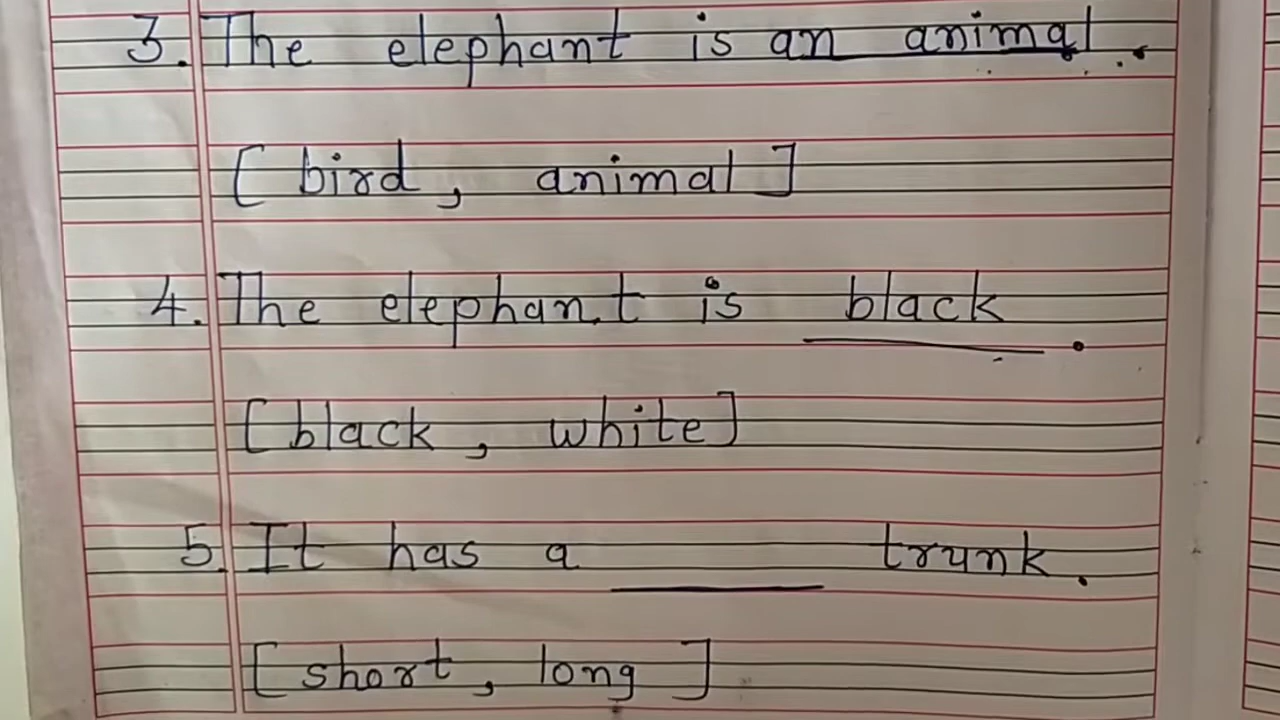 3. The elephant is an animal.
[ bird, animal ]
4. The elephant is black.
[ black, white ]
5. It has a ______ trunk.
[ short, long ]